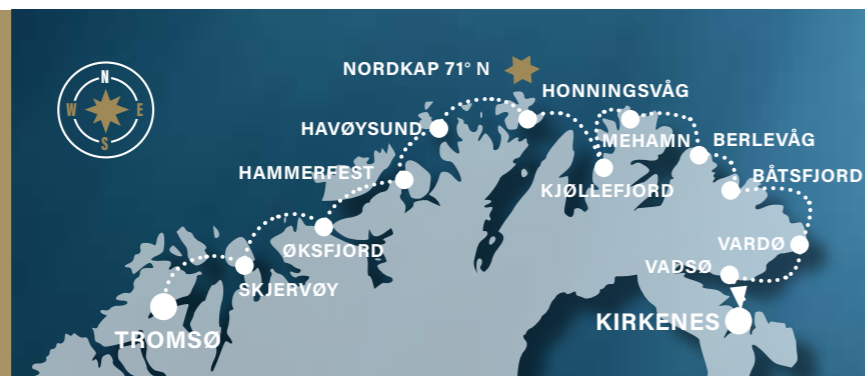 N
W
E
S
NORDKAP 71° N
HONNINGSVÅG
HAVØYSUND
MEHAMN
BERLEVÅG
HAMMERFEST
KJØLLEFJORD
BÅTSFJORD
ØKSFJORD
VARDØ
VADSØ
SKJERVØY
KIRKENES
TROMSØ